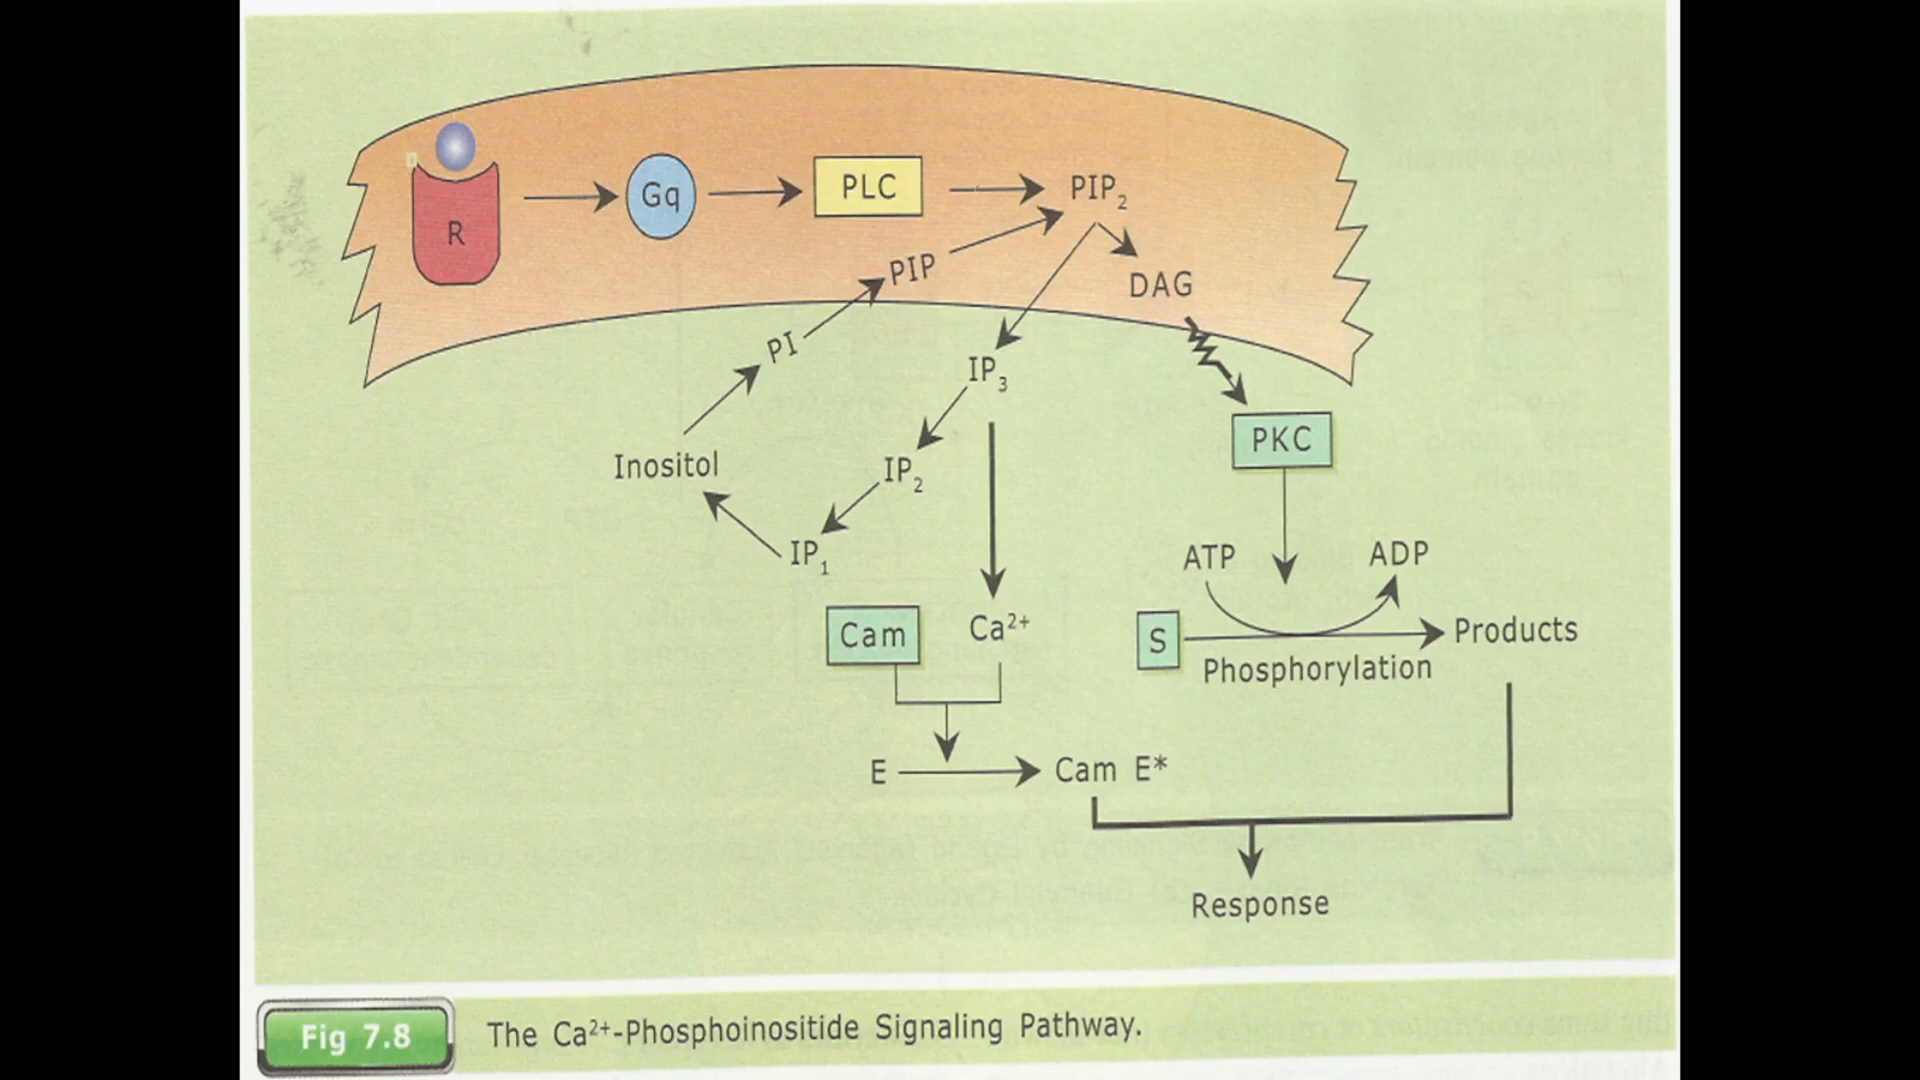 R
Gq
PLC
PIP2
PIP
DAG
PI
IP3
PKC
Inositol
IP2
IP1
ATP
ADP
Cam
Ca2+
S
Products
Phosphorylation
E
Cam E*
Response
Fig 7.8
The Ca2+-Phosphoinositide Signaling Pathway.